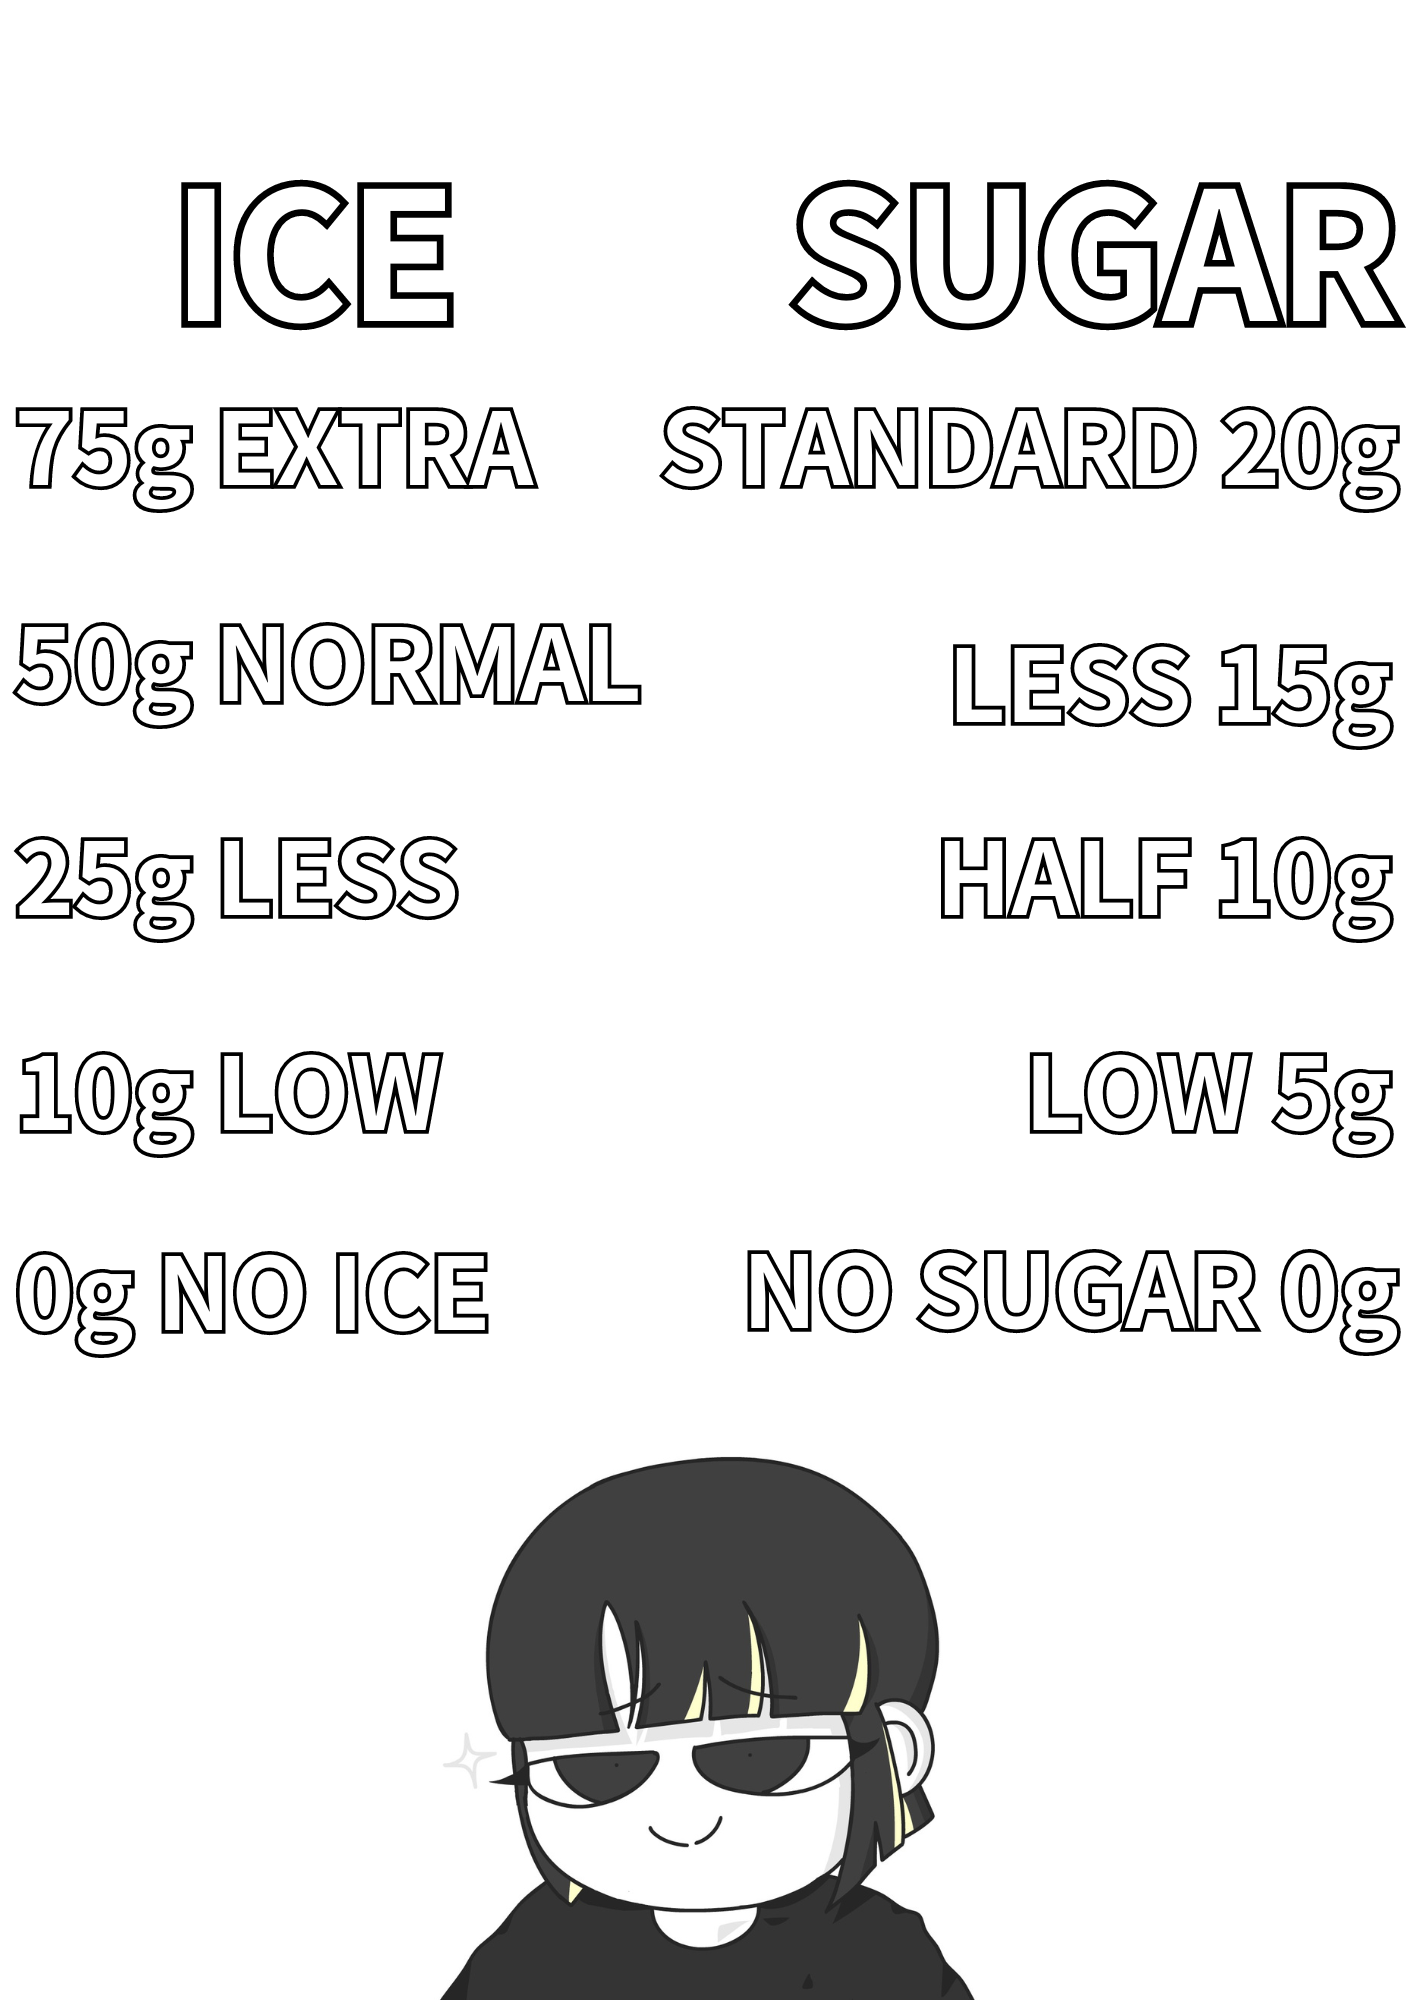 ICE
75g EXTRA
50g NORMAL
25g LESS
10g LOW
0g NO ICE
SUGAR
STANDARD 20g
LESS 15g
HALF 10g
LOW 5g
NO SUGAR 0g